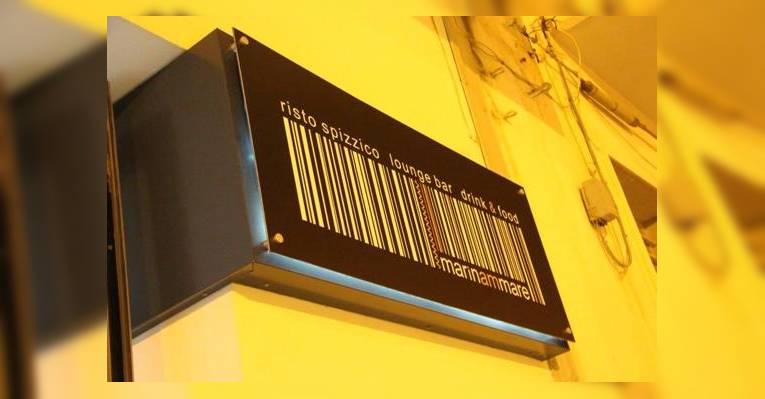 risto spizzico lounge bar drink & food
marinammare